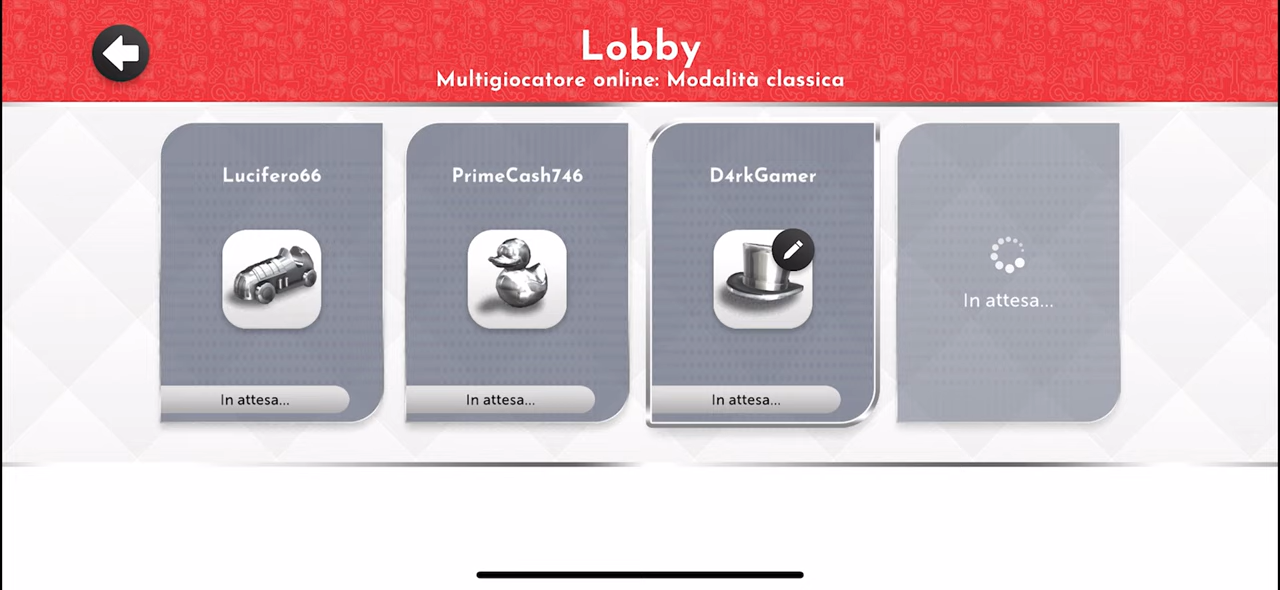 Lobby
Multigiocatore online: Modalità classica
Lucifero66
PrimeCash746
D4rkGamer
In attesa...
In attesa...
In attesa...
In attesa...